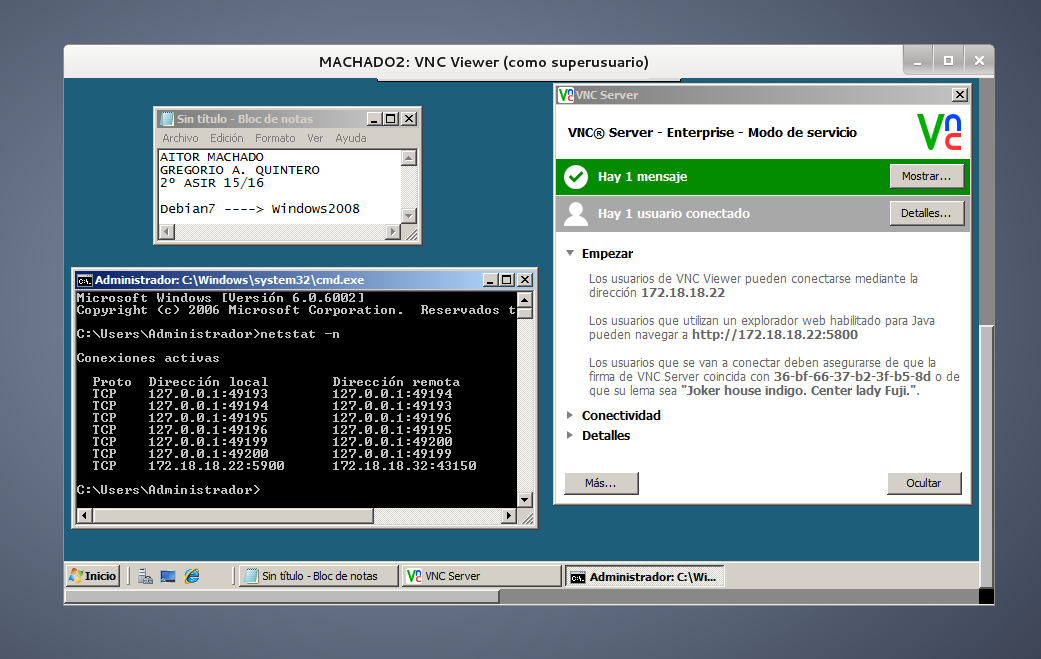 MACHADO2: VNC Viewer (como superusuario)
Sin título - Bloc de notas
Archivo Edición Formato Ver Ayuda
AITOR MACHADO
GREGORIO A. QUINTERO
2º ASIR 15/16
Debian7 ----> Windows2008
Administrador: C:\Windows\system32\cmd.exe
Microsoft Windows [Versión 6.0.6002]
Copyright (c) 2006 Microsoft Corporation. Reservados t
C:\Users\Administrador>netstat -n
Conexiones activas
Proto Dirección local Dirección remota
TCP 127.0.0.1:49193 127.0.0.1:49194
TCP 127.0.0.1:49194 127.0.0.1:49193
TCP 127.0.0.1:49195 127.0.0.1:49196
TCP 127.0.0.1:49196 127.0.0.1:49195
TCP 127.0.0.1:49199 127.0.0.1:49200
TCP 127.0.0.1:49200 127.0.0.1:49199
TCP 172.18.18.22:5900 172.18.18.32:43150
C:\Users\Administrador>
VNC Server
VNC® Server - Enterprise - Modo de servicio
Hay 1 mensaje
Mostrar...
Hay 1 usuario conectado
Detalles...
Empezar
Los usuarios de VNC Viewer pueden conectarse mediante la
dirección 172.18.18.22
Los usuarios que utilizan un explorador web habilitado para Java
pueden navegar a http://172.18.18.22:5800
Los usuarios que se van a conectar deben asegurarse de que la
firma de VNC Server coincida con 36-bf-66-37-b2-3f-b5-8d o de
que su lema sea "Joker house indigo. Center lady Fuji.".
Conectividad
Detalles
Más...
Ocultar
Inicio
Sin título - Bloc de notas
VNC Server
Administrador: C:\Wi...